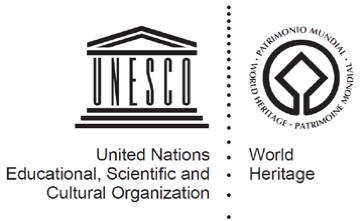 UNESCO
United Nations
Educational, Scientific and
Cultural Organization
· PATRIMONIO MUNDIAL · WORLD HERITAGE · PATRIMOINE MONDIAL
World
Heritage